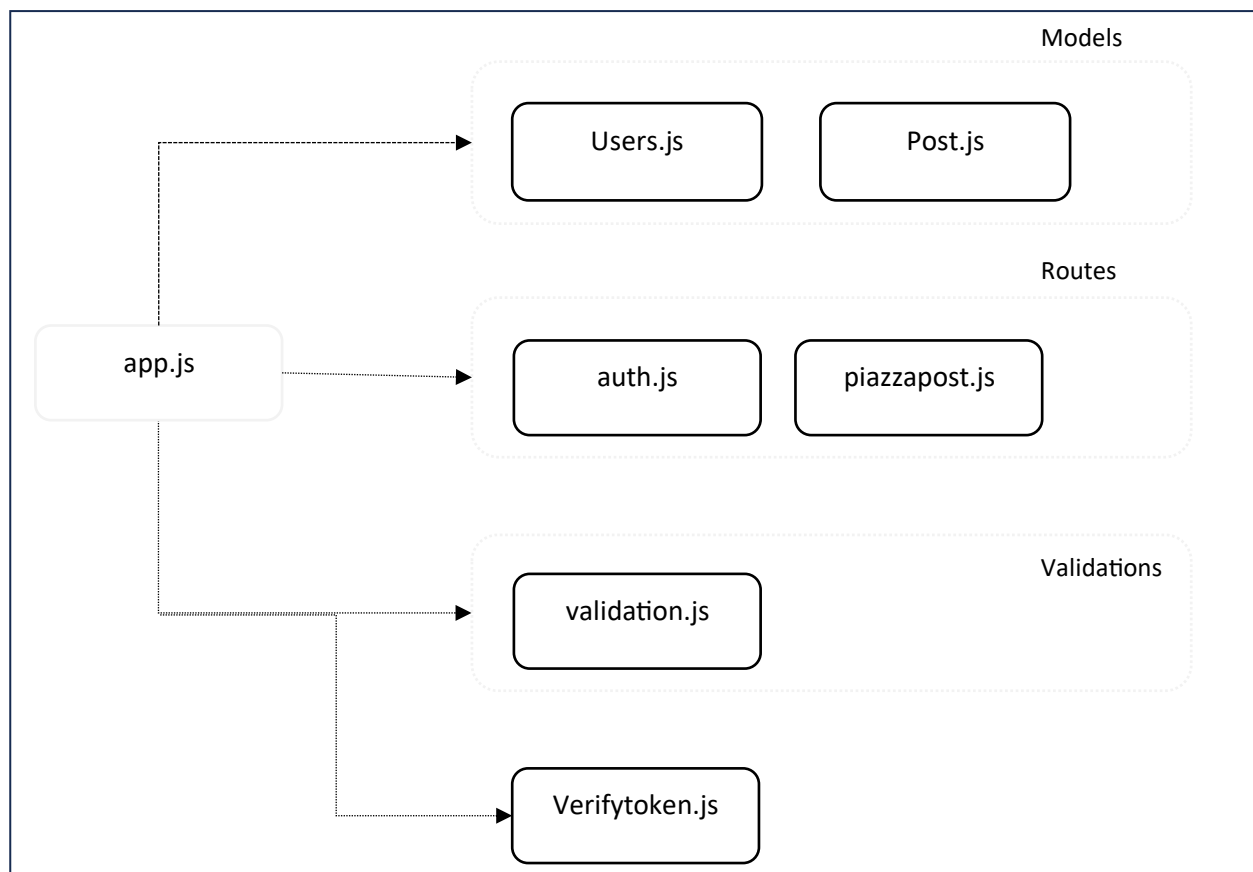 Models
Users.js
Post.js
Routes
app.js
auth.js
piazzapost.js
Validations
validation.js
Verifytoken.js